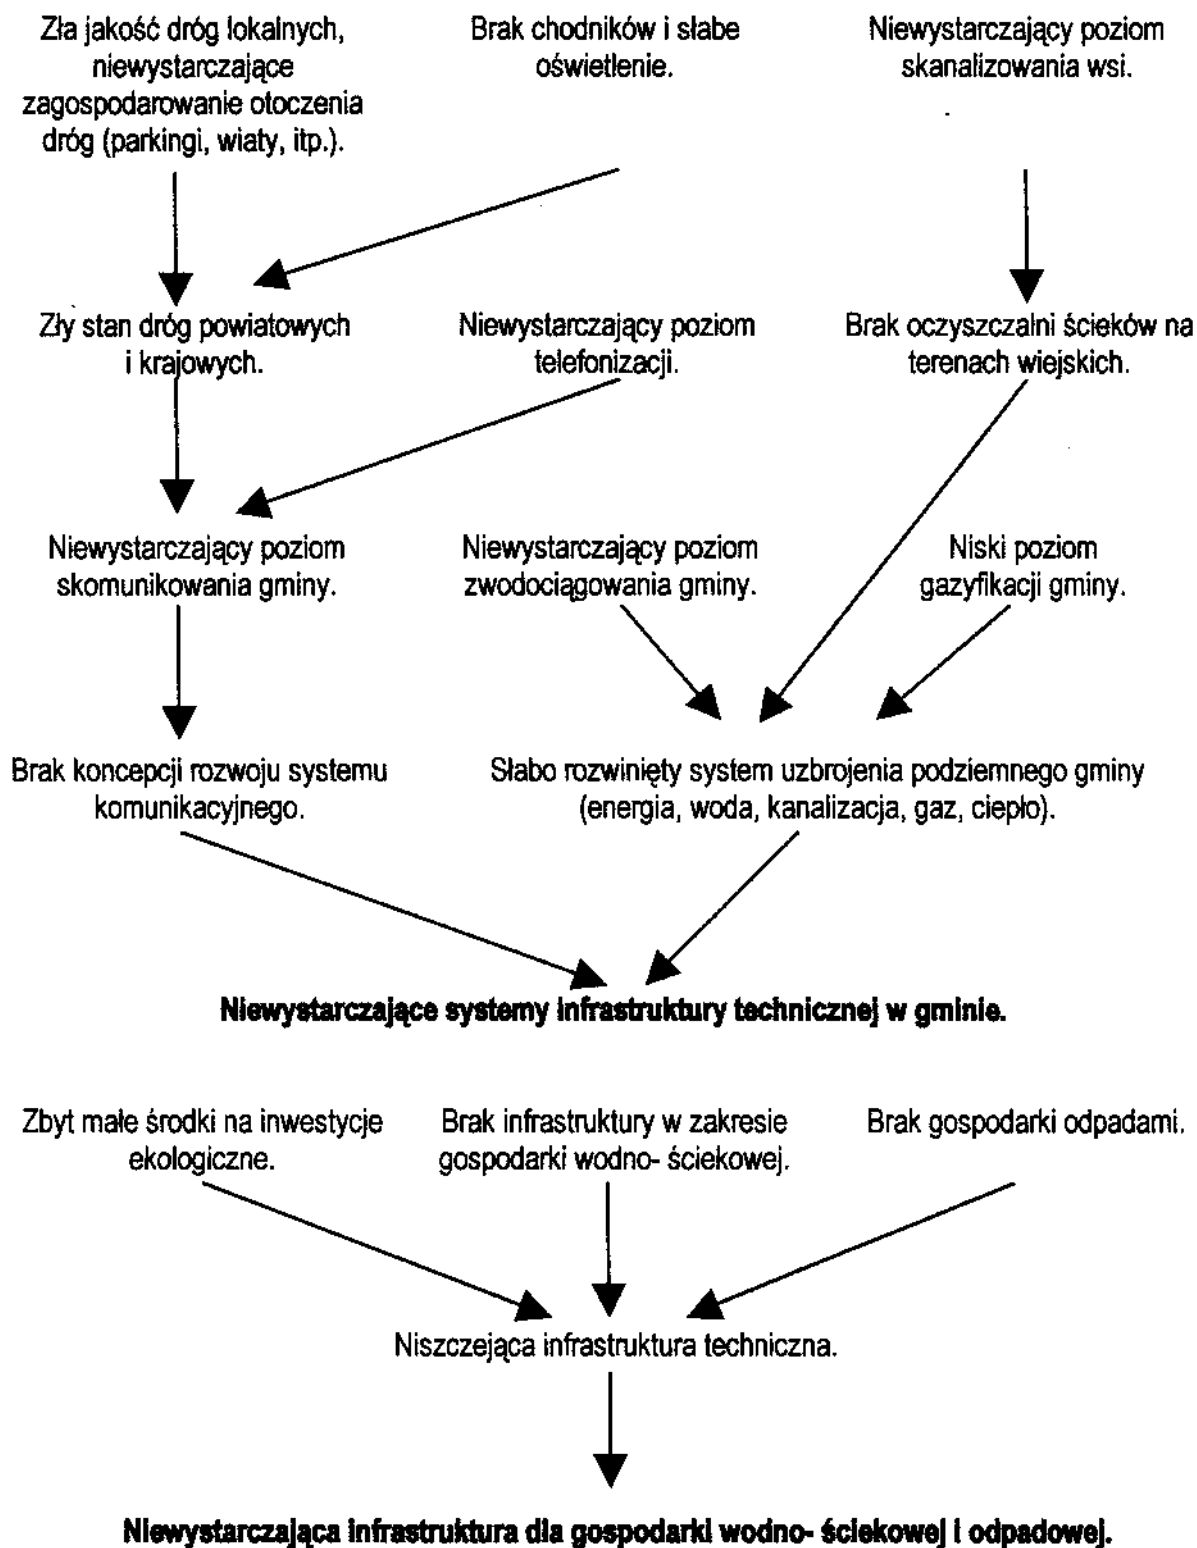 Zła jakość dróg lokalnych,
niewystarczające
zagospodarowanie otoczenia
dróg (parkingi, wiaty, itp.).
Brak chodników i słabe
oświetlenie.
Niewystarczający poziom
skanalizowania wsi.
Zły stan dróg powiatowych
i krajowych.
Niewystarczający poziom
telefonizacji.
Brak oczyszczalni ścieków na
terenach wiejskich.
Niewystarczający poziom
skomunikowania gminy.
Niewystarczający poziom
zwodociągowania gminy.
Niski poziom
gazyfikacji gminy.
Brak koncepcji rozwoju systemu
komunikacyjnego.
Słabo rozwinięty system uzbrojenia podziemnego gminy
(energia, woda, kanalizacja, gaz, ciepło).
Niewystarczające systemy infrastruktury technicznej w gminie.
Zbyt małe środki na inwestycje
ekologiczne.
Brak infrastruktury w zakresie
gospodarki wodno- ściekowej.
Brak gospodarki odpadami.
Niszczejąca infrastruktura techniczna.
Niewystarczająca infrastruktura dla gospodarki wodno- ściekowej i odpadowej.